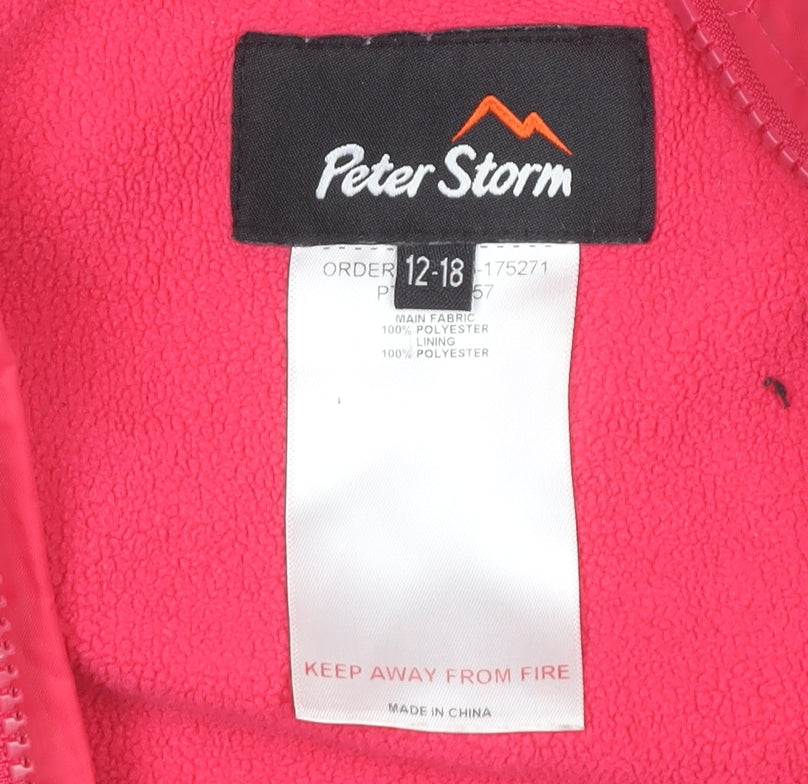 Peter Storm
12-18
ORDER -175271
57
MAIN FABRIC
100% POLYESTER
LINING
100% POLYESTER
KEEP AWAY FROM FIRE
MADE IN CHINA